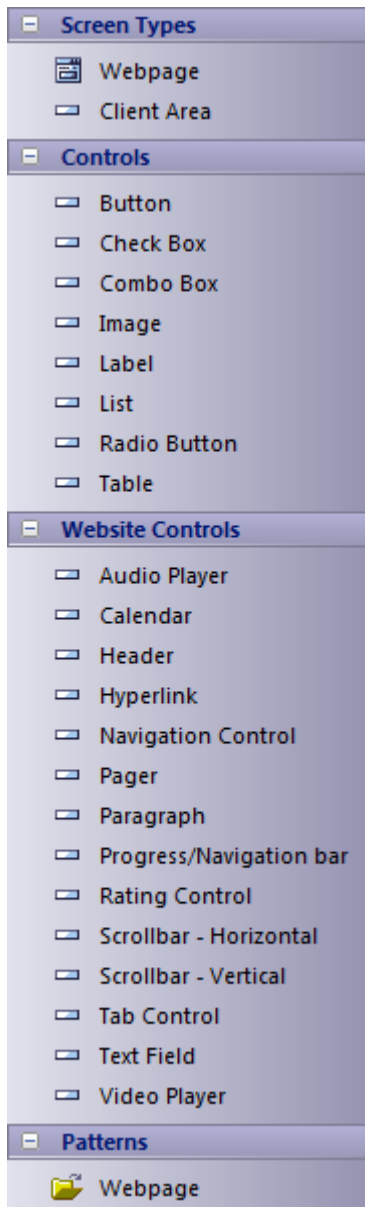 Screen Types
Webpage
Client Area
Controls
Button
Check Box
Combo Box
Image
Label
List
Radio Button
Table
Website Controls
Audio Player
Calendar
Header
Hyperlink
Navigation Control
Pager
Paragraph
Progress/Navigation bar
Rating Control
Scrollbar - Horizontal
Scrollbar - Vertical
Tab Control
Text Field
Video Player
Patterns
Webpage